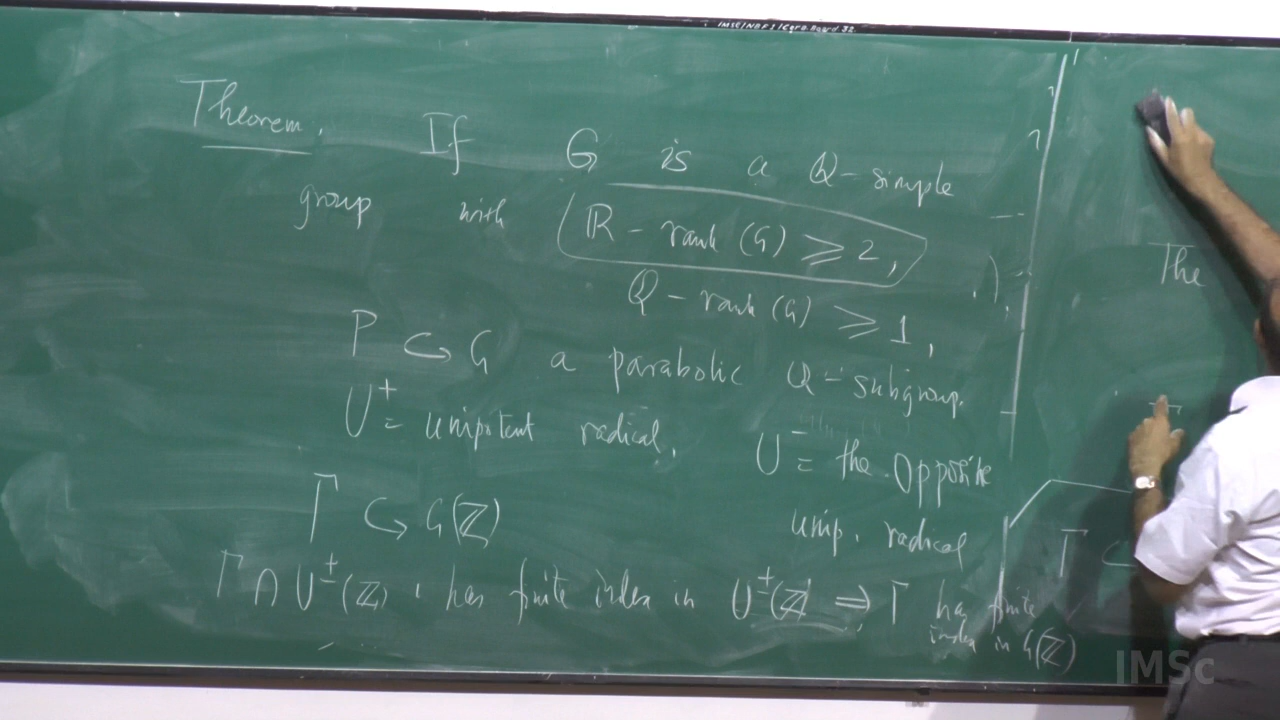 Theorem. If G is a Q-simple
group with R-rank (G) ⩾ 2,
Q-rank (G) ⩾ 1,
P ↪ G a parabolic Q-subgroup.
U⁺ = unipotent radical. U⁻ = the opposite
unip. radical
Γ ↪ G(ℤ)
Γ ∩ U^±(ℤ) has finite index in U^±(ℤ) ⇒ Γ has finite
index in G(ℤ)
The
Γ
IMSc